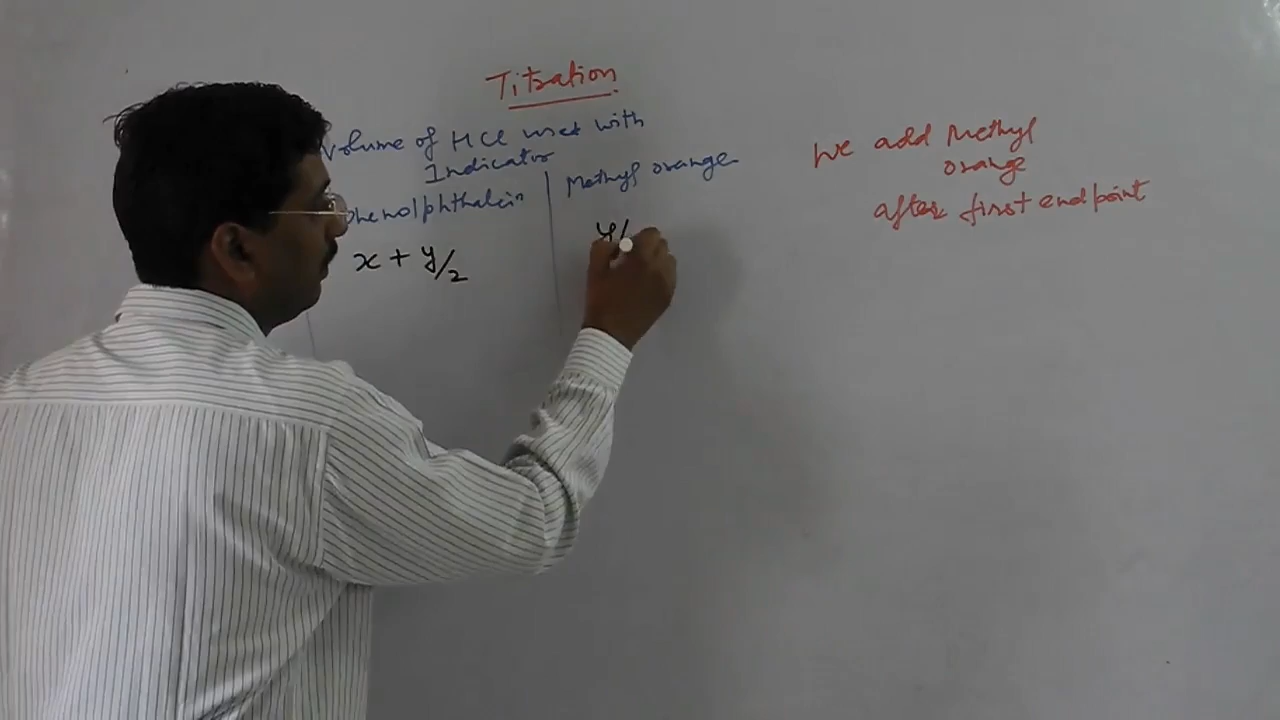 Titration
Volume of HCl used with
Indicator
Phenolphthalein
Methyl orange
x + y/2
y/
We add Methyl
orange
after first endpoint